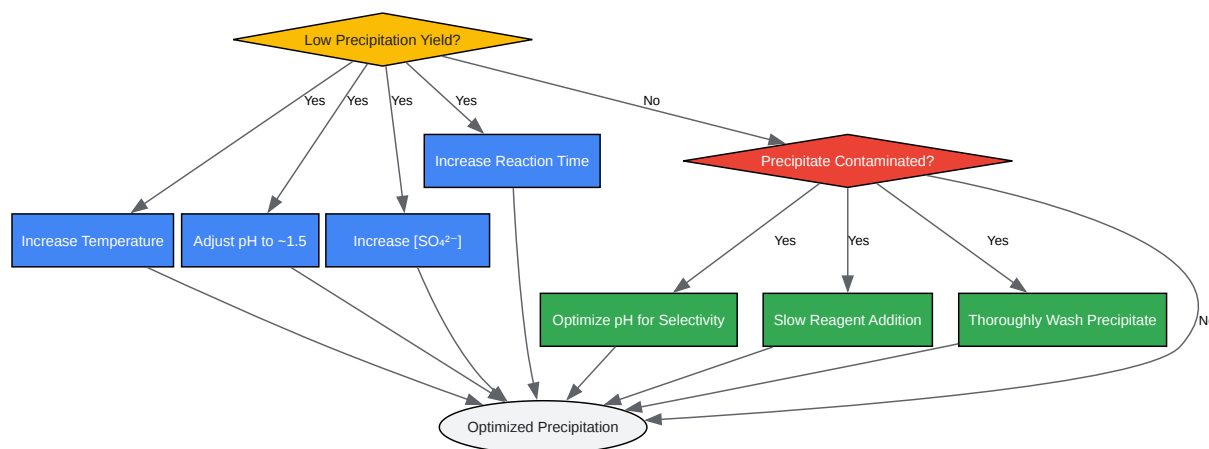 Low Precipitation Yield?
Yes
Yes
Yes
Yes
No
Increase Reaction Time
Precipitate Contaminated?
Increase Temperature
Adjust pH to ~1.5
Increase [SO₄²⁻]
Yes
Yes
Yes
Optimize pH for Selectivity
Slow Reagent Addition
Thoroughly Wash Precipitate
Optimized Precipitation